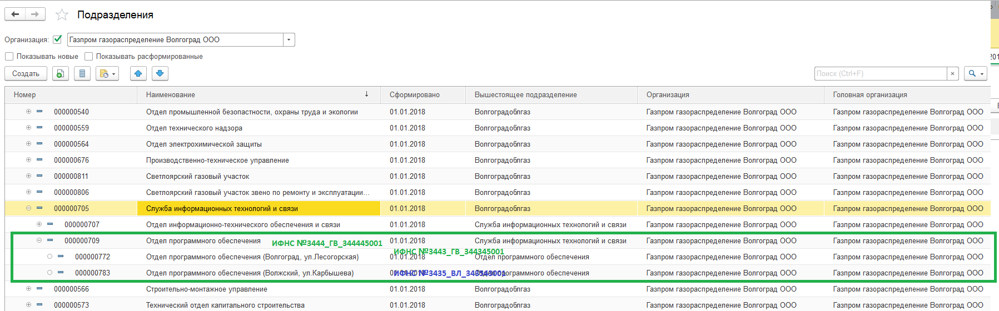 Подразделения
Организация: Газпром газораспределение Волгоград ООО
Показывать новые Показывать расформированные
Создать Поиск (Ctrl+F)
Номер Наименование Сформировано Вышестоящее подразделение Организация Головная организация
000000540 Отдел промышленной безопастности, охраны труда и экологии 01.01.2018 Волгоградоблгаз Газпром газораспределение Волгоград ООО Газпром газораспределение Волгоград ООО
000000559 Отдел технического надзора 01.01.2018 Волгоградоблгаз Газпром газораспределение Волгоград ООО Газпром газораспределение Волгоград ООО
000000564 Отдел электрохимической защиты 01.01.2018 Волгоградоблгаз Газпром газораспределение Волгоград ООО Газпром газораспределение Волгоград ООО
000000676 Производственно-техническое управление 01.01.2018 Волгоградоблгаз Газпром газораспределение Волгоград ООО Газпром газораспределение Волгоград ООО
000000811 Светлоярский газовый участок 01.01.2018 Волгоградоблгаз Газпром газораспределение Волгоград ООО Газпром газораспределение Волгоград ООО
000000806 Светлоярский газовый участок звено по ремонту и эксплуатации... 01.01.2018 Волгоградоблгаз Газпром газораспределение Волгоград ООО Газпром газораспределение Волгоград ООО
000000705 Служба информационных технологий и связи 01.01.2018 Волгоградоблгаз Газпром газораспределение Волгоград ООО Газпром газораспределение Волгоград ООО
000000707 Отдел информационно-технического обеспечения и связи 01.01.2018 Служба информационных технологий и связи Газпром газораспределение Волгоград ООО Газпром газораспределение Волгоград ООО
000000709 Отдел программного обеспечения 01.01.2018 Служба информационных технологий и связи Газпром газораспределение Волгоград ООО Газпром газораспределение Волгоград ООО
ИФНС №3444_ГВ_344445001
ИФНС №3443_ГВ_344345001
000000772 Отдел программного обеспечения (Волгоград, ул.Лесогорская) 01.01.2018 Отдел программного обеспечения Газпром газораспределение Волгоград ООО Газпром газораспределение Волгоград ООО
000000783 Отдел программного обеспечения (Волжский, ул.Карбышева) программного обеспечения Газпром газораспределение Волгоград ООО Газпром газораспределение Волгоград ООО
ИФНС №3435_ВЛ_343543001
000000566 Строительно-монтажное управление 01.01.2018 Волгоградоблгаз Газпром газораспределение Волгоград ООО Газпром газораспределение Волгоград ООО
000000573 Технический отдел капитального строительства 01.01.2018 Волгоградоблгаз Газпром газораспределение Волгоград ООО Газпром газораспределение Волгоград ООО